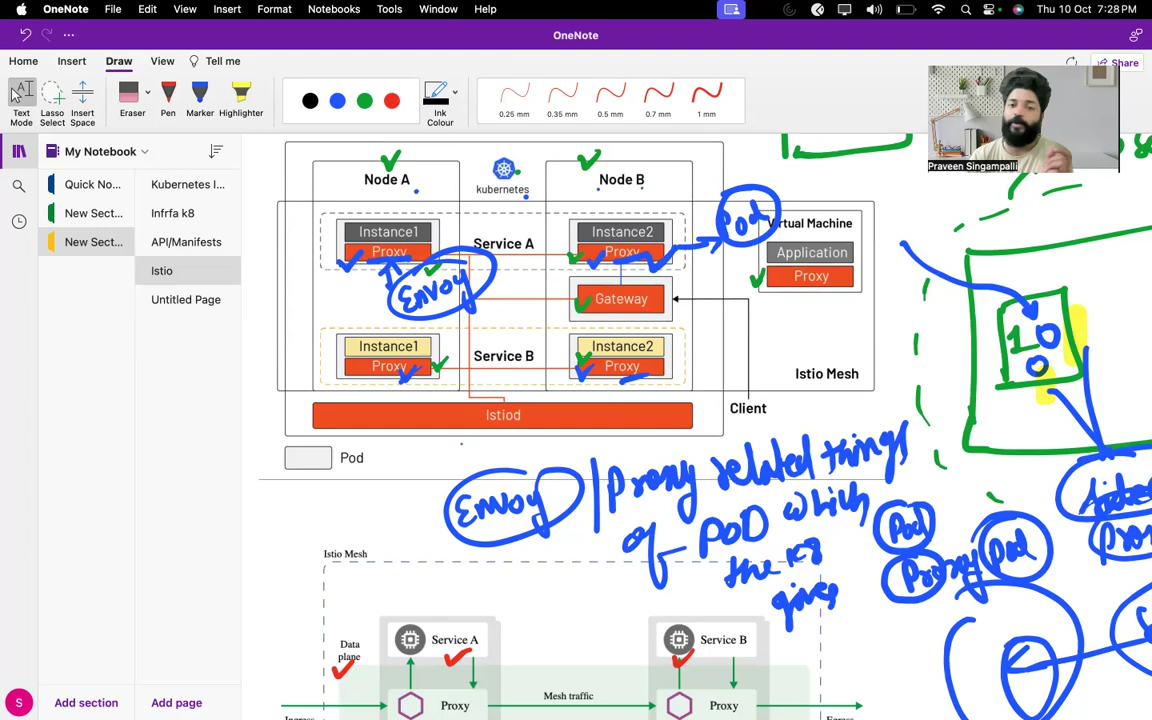 OneNote File Edit View Insert Format Notebooks Tools Window Help Thu 10 Oct 7:28 PM
OneNote
Home Insert Draw View Tell me Share
Text Mode
Lasso Select
Insert Space
Eraser
Pen
Marker
Highlighter
Ink Colour
0.25 mm 0.35 mm 0.5 mm 0.7 mm 1 mm
My Notebook
Quick No...
New Sect...
New Sect...
Kubernetes I...
Infrfa k8
API/Manifests
Istio
Untitled Page
Add section Add page
S
Praveen Singampalli
Node A
kubernetes
Node B
Pod
Virtual Machine
Instance1
Proxy
Service A
Instance2
Proxy
Application
Proxy
Envoy
Gateway
Instance1
Proxy
Service B
Instance2
Proxy
Istio Mesh
Istiod
Client
Pod
Envoy
Proxy related things
of POD which
the K8
gives
Pod
Proxy Pod
Istio Mesh
Data
plane
Service A
Service B
Proxy
Mesh traffic
Proxy